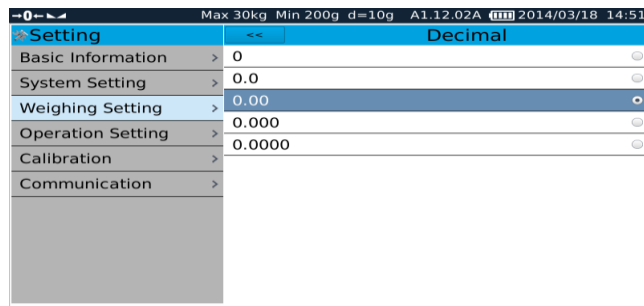 →0← Max 30kg Min 200g d=10g A1.12.02A 2014/03/18 14:51
Setting
<< Decimal
Basic Information >
System Setting >
Weighing Setting >
Operation Setting >
Calibration >
Communication >
0
0.0
0.00
0.000
0.0000